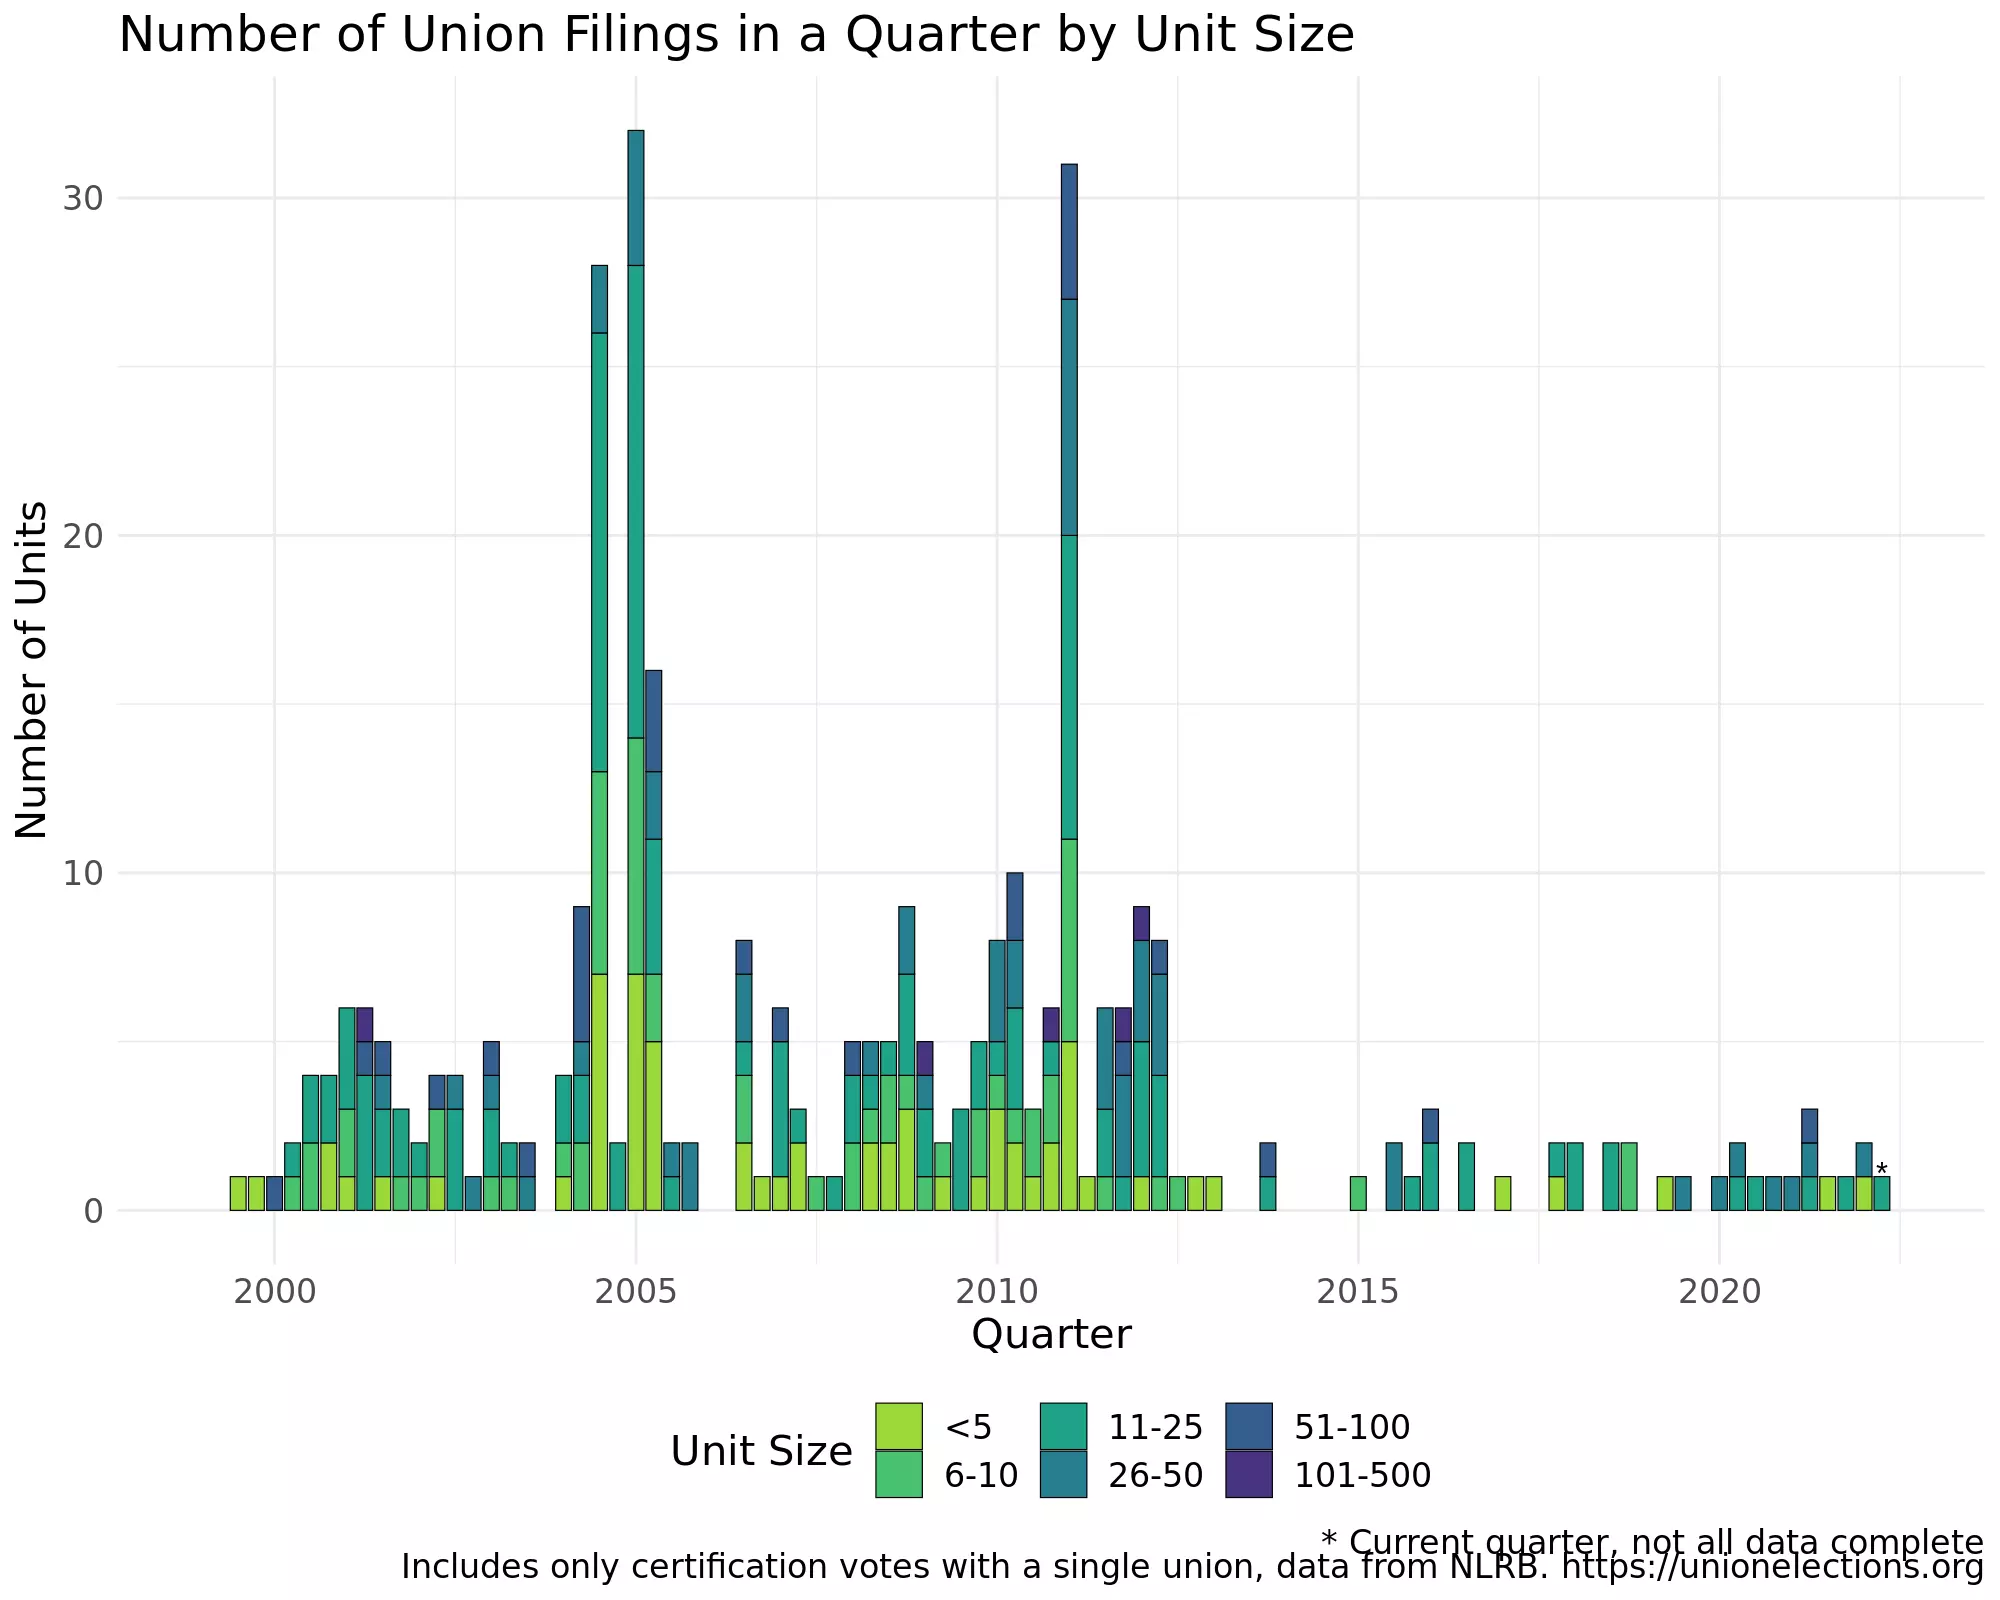 Number of Union Filings in a Quarter by Unit Size
Number of Units
30
20
10
0
*
2000 2005 2010 2015 2020
Quarter
Unit Size
<5 11-25 51-100
6-10 26-50 101-500
* Current quarter, not all data complete
Includes only certification votes with a single union, data from NLRB. https://unionelections.org